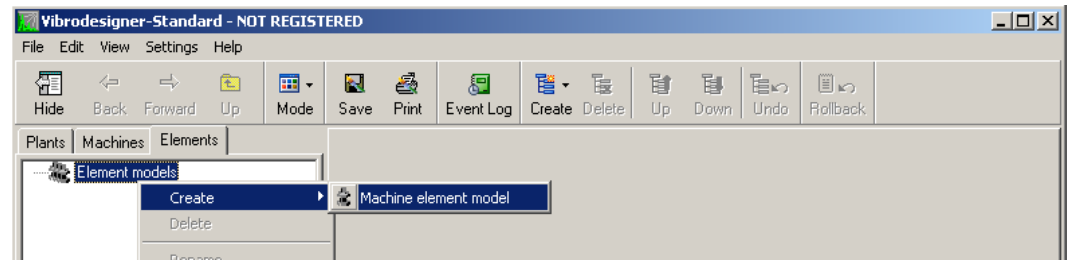 Vibrodesigner-Standard - NOT REGISTERED
File Edit View Settings Help
Hide Back Forward Up Mode Save Print Event Log Create Delete Up Down Undo Rollback
Plants Machines Elements
Element models
Create Machine element model
Delete
Rename